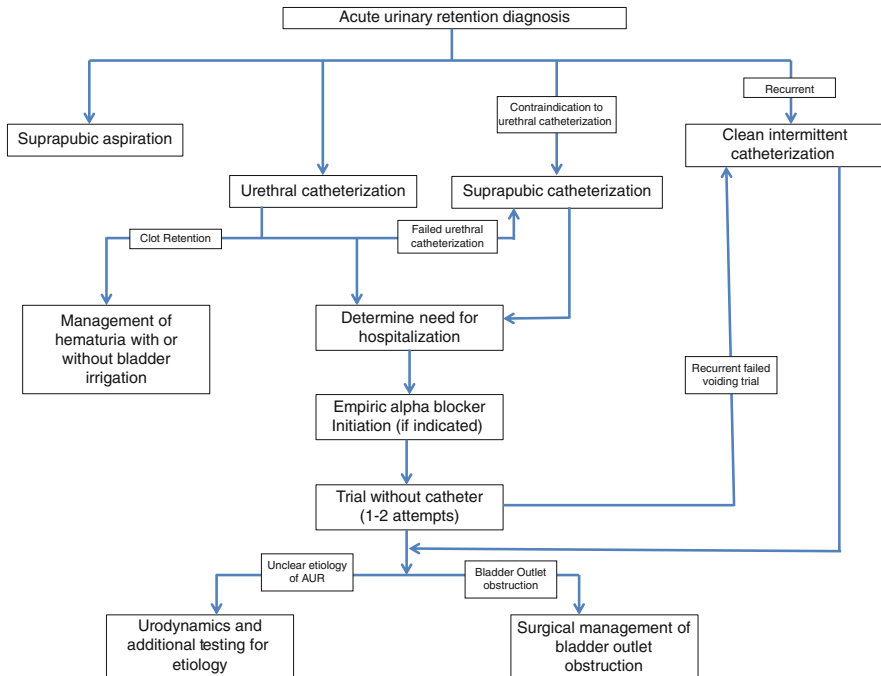 Acute urinary retention diagnosis
Recurrent
Contraindication to
urethral catheterization
Suprapubic aspiration
Clean intermittent
catheterization
Urethral catheterization
Suprapubic catheterization
Clot Retention
Failed urethral
catheterization
Management of
hematuria with or
without bladder
irrigation
Determine need for
hospitalization
Recurrent failed
voiding trial
Empiric alpha blocker
Initiation (if indicated)
Trial without catheter
(1-2 attempts)
Unclear etiology
of AUR
Bladder Outlet
obstruction
Urodynamics and
additional testing for
etiology
Surgical management of
bladder outlet
obstruction